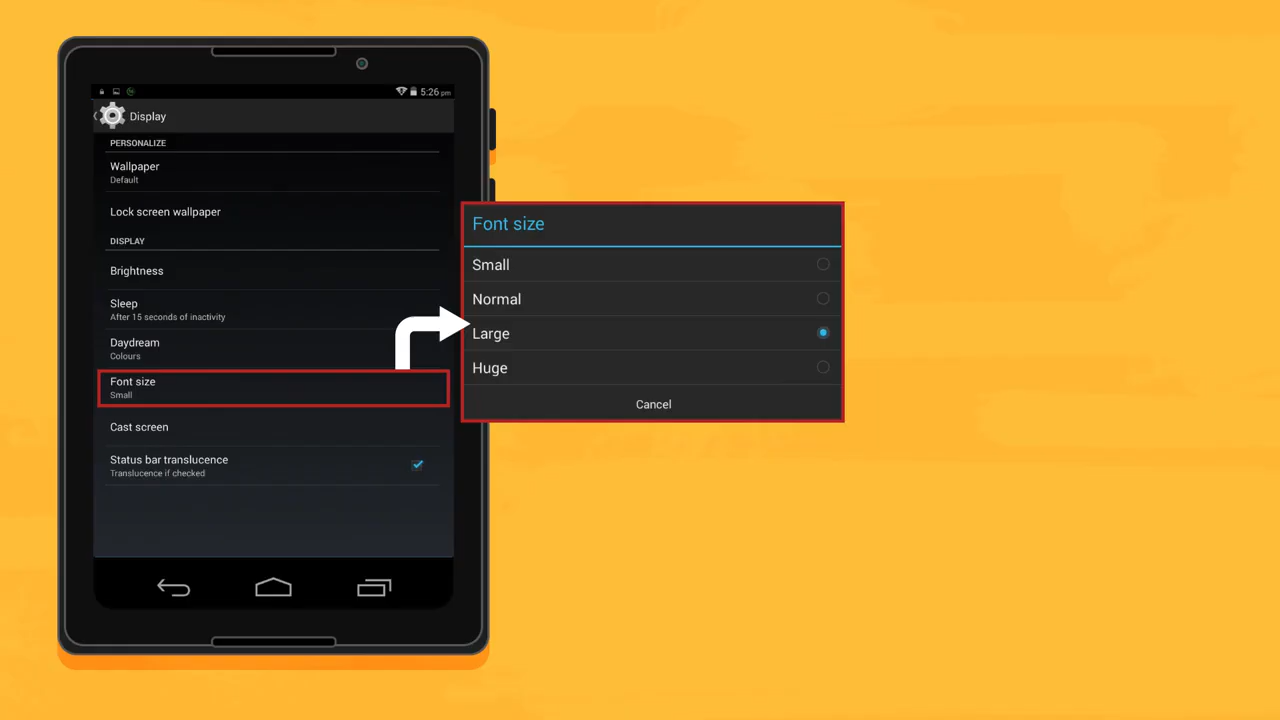 5:26 pm
Display
PERSONALIZE
Wallpaper
Default
Lock screen wallpaper
DISPLAY
Brightness
Sleep
After 15 seconds of inactivity
Daydream
Colours
Font size
Small
Cast screen
Status bar translucence
Translucence if checked
Font size
Small
Normal
Large
Huge
Cancel